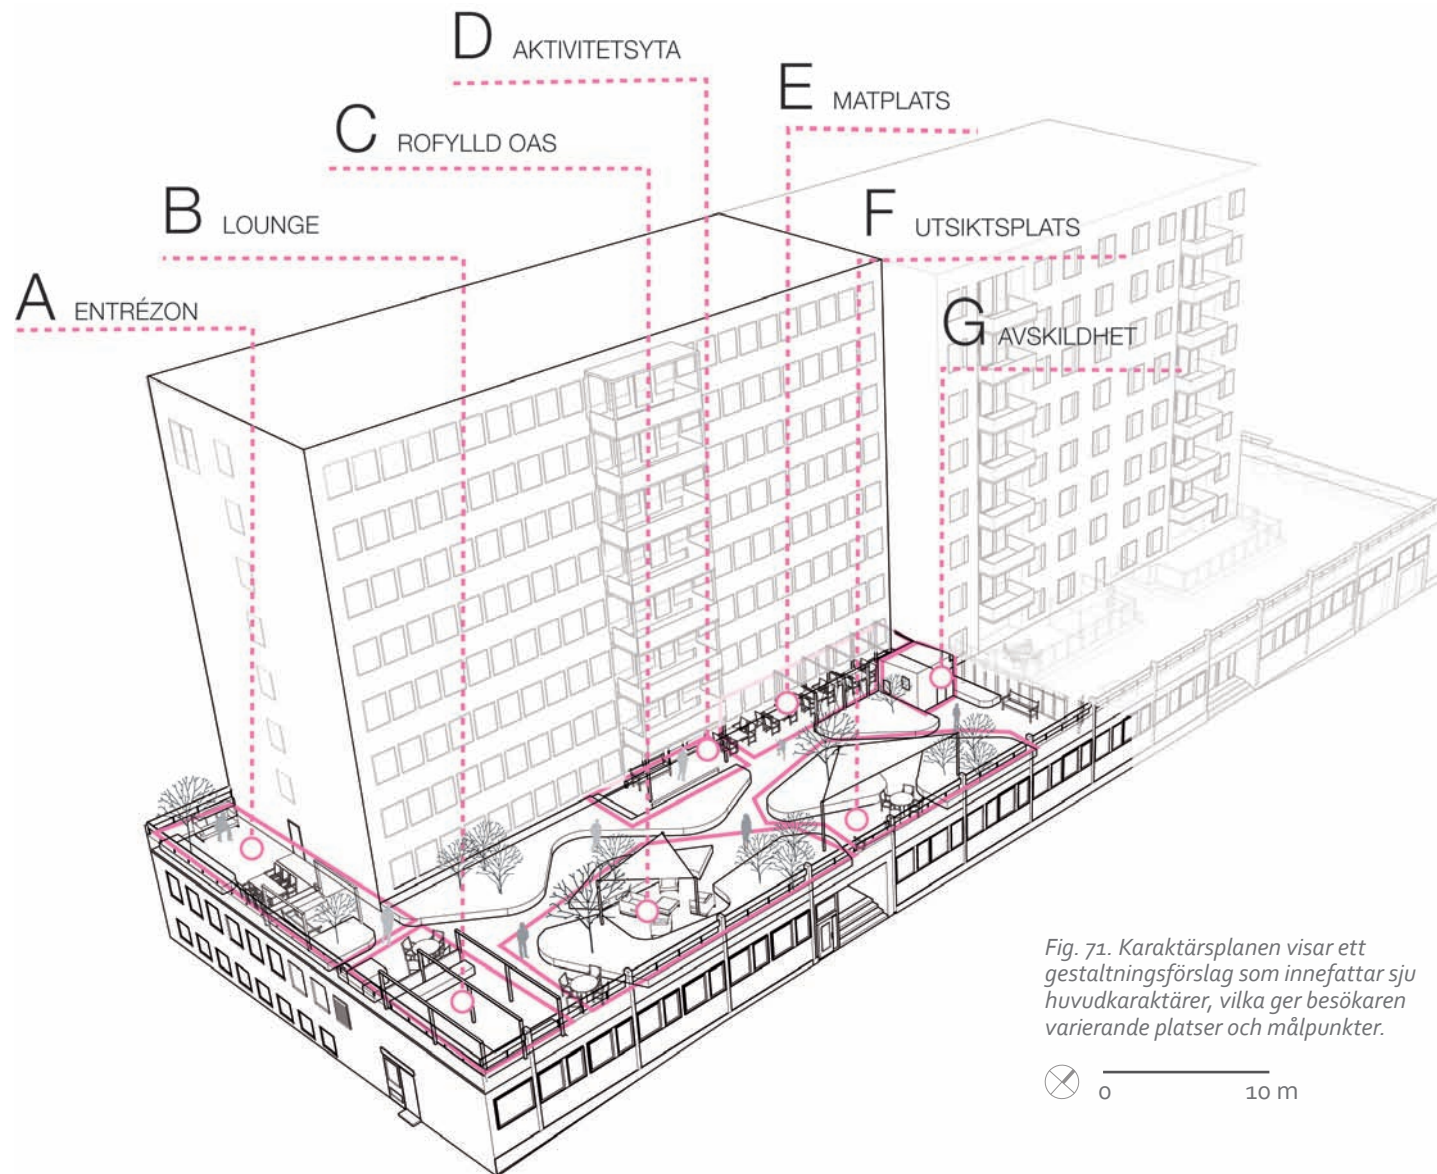 D AKTIVITETSYTA
E MATPLATS
C ROFYLLD OAS
B LOUNGE
F UTSIKTSPLATS
A ENTRÉZON
G AVSKILDHET
Fig. 71. Karaktärsplanen visar ett
gestaltningsförslag som innefattar sju
huvudkaraktärer, vilka ger besökaren
varierande platser och målpunkter.
0 10 m